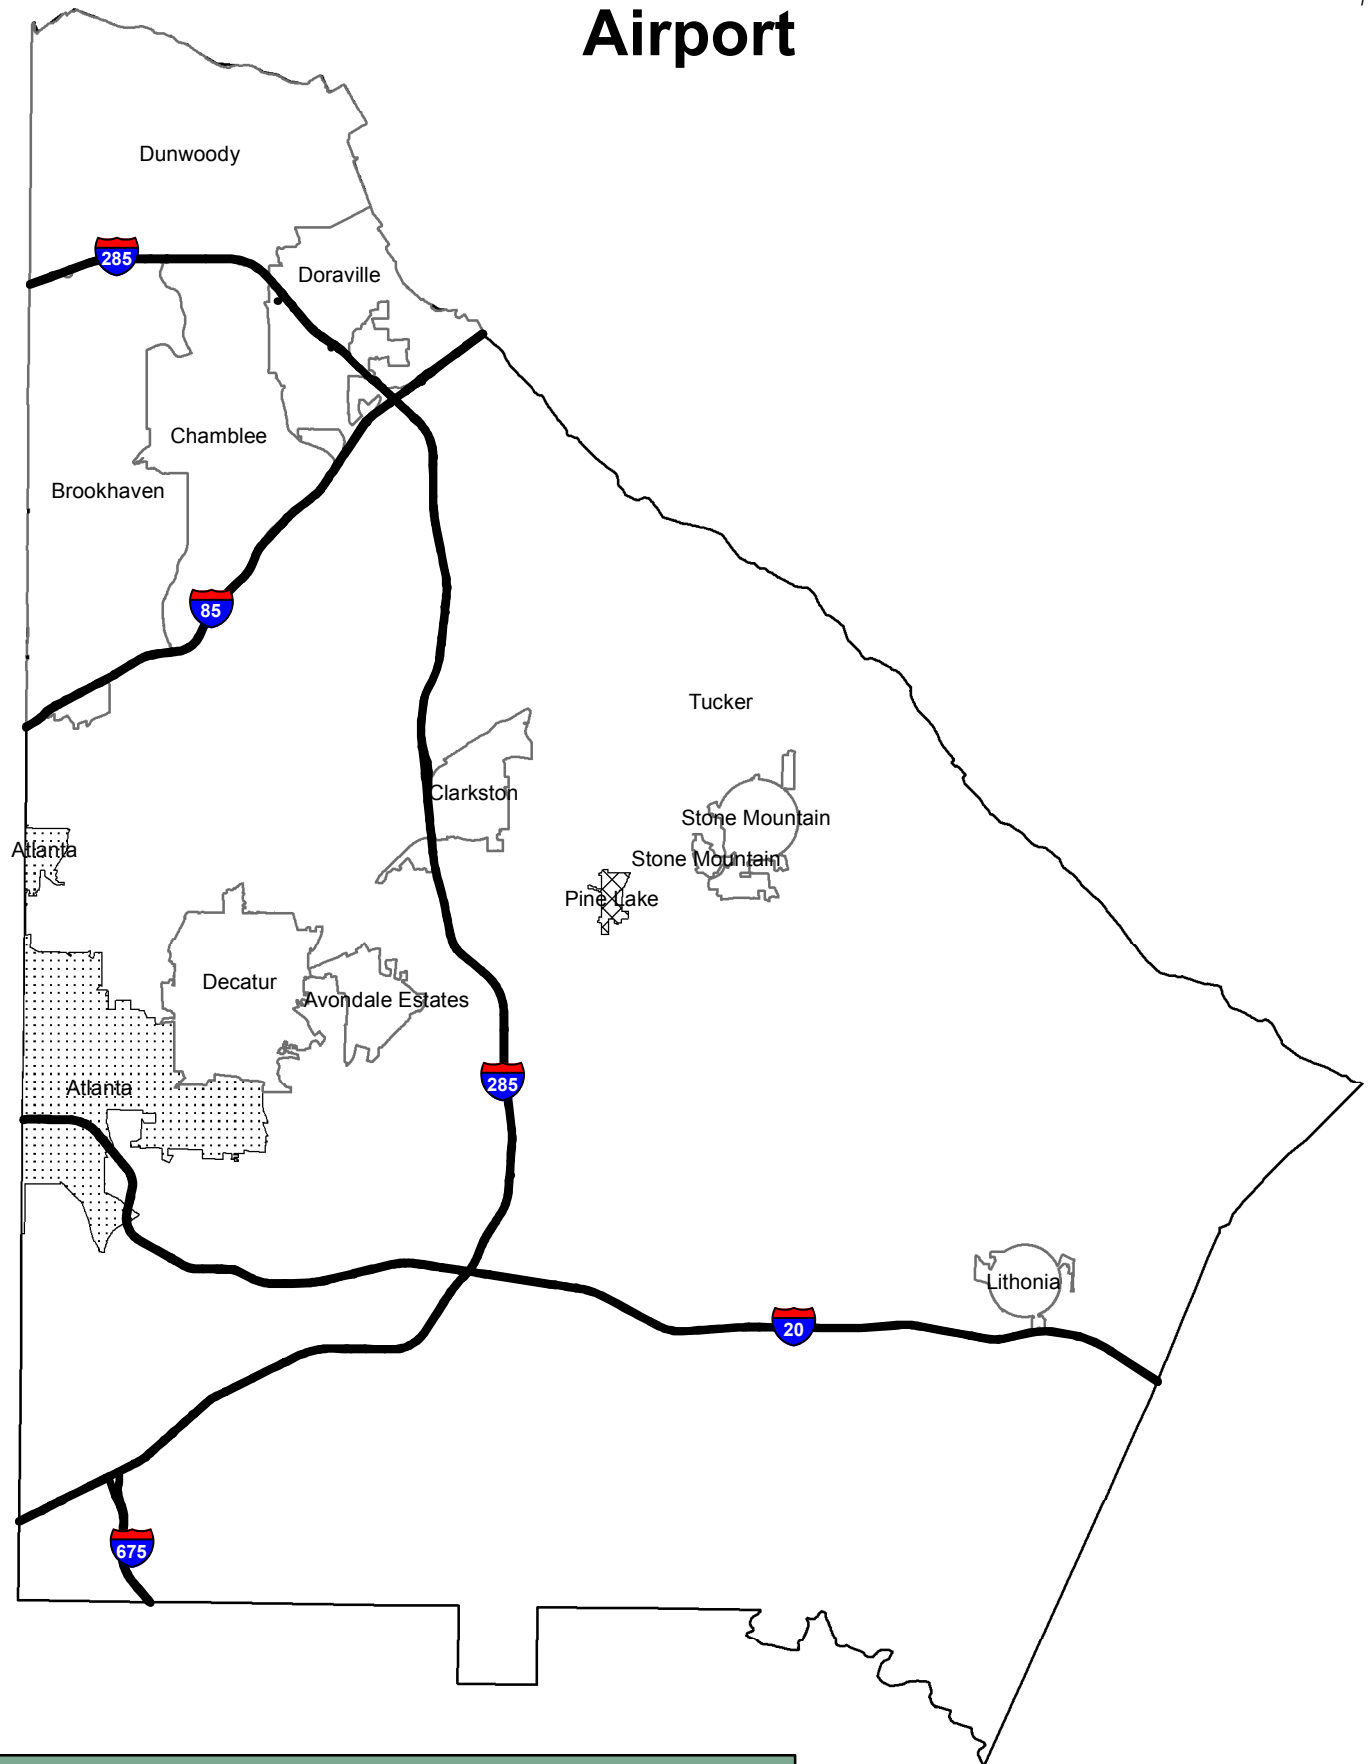 Airport
Dunwoody
285
Doraville
Chamblee
Brookhaven
85
Tucker
Clarkston
Stone Mountain
Atlanta
Stone Mountain
Pine Lake
Decatur
Avondale Estates
285
Atlanta
Lithonia
20
675